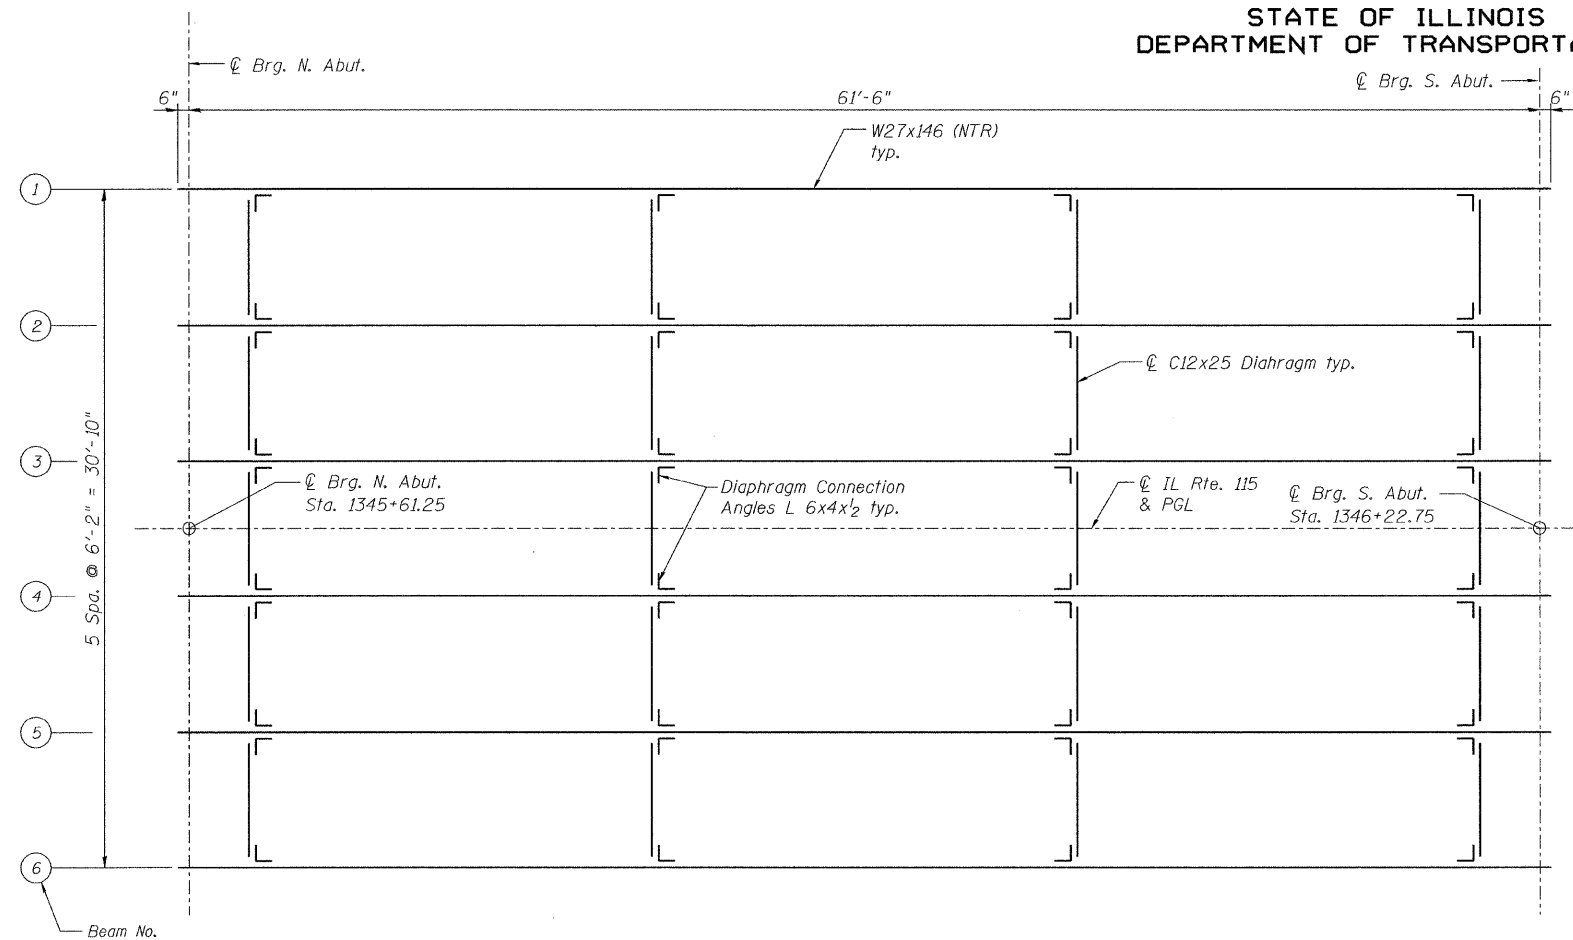 STATE OF ILLINOIS
DEPARTMENT OF
℄ Brg. N. Abut.
℄ Brg. S. Abut.
6"
61'-6"
6"
W27x146 (NTR)
typ.
1
2
℄ C12x25 Diahragm typ.
5 Spa. @ 6'-2" = 30'-10"
3
℄ Brg. N. Abut.
Sta. 1345+61.25
Diaphragm Connection
Angles L 6x4x½ typ.
℄ IL Rte. 115
& PGL
℄ Brg. S. Abut.
Sta. 1346+22.75
4
5
6
Beam No.